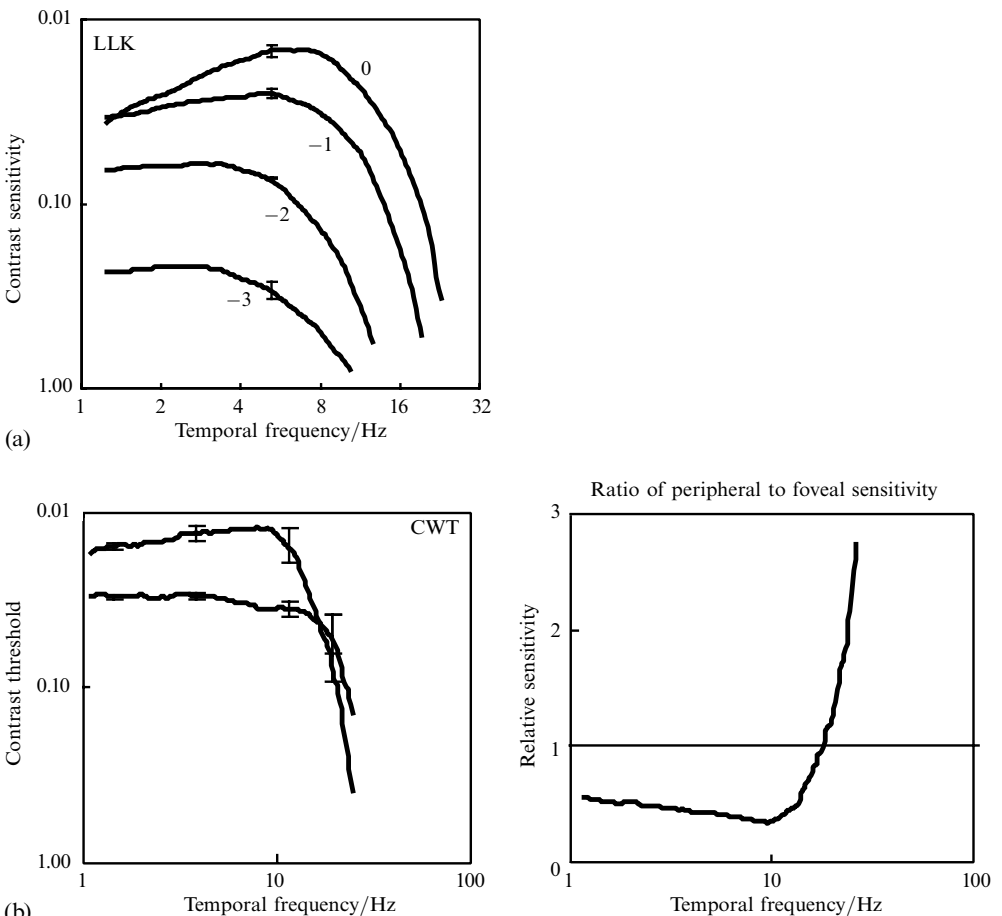 0.01
LLK
0
−1
Contrast sensitivity
0.10
−2
−3
1.00
1 2 4 8 16 32
Temporal frequency/Hz
(a)
Ratio of peripheral to foveal sensitivity
0.01
CWT
3
Contrast threshold
2
0.10
Relative sensitivity
1
1.00
0
1 10 100
1 10 100
Temporal frequency/Hz
Temporal frequency/Hz
(b)